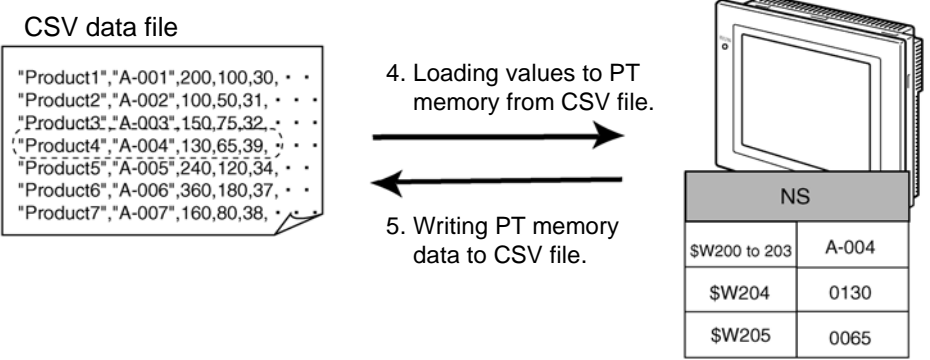 CSV data file
"Product1","A-001",200,100,30, · ·
"Product2","A-002",100,50,31, · · ·
"Product3","A-003",150,75,32, · · ·
"Product4","A-004",130,65,39, · · ·
"Product5","A-005",240,120,34, · ·
"Product6","A-006",360,180,37, · ·
"Product7","A-007",160,80,38, · · ·
4. Loading values to PT
memory from CSV file.
5. Writing PT memory
data to CSV file.
NS
$W200 to 203 A-004
$W204 0130
$W205 0065